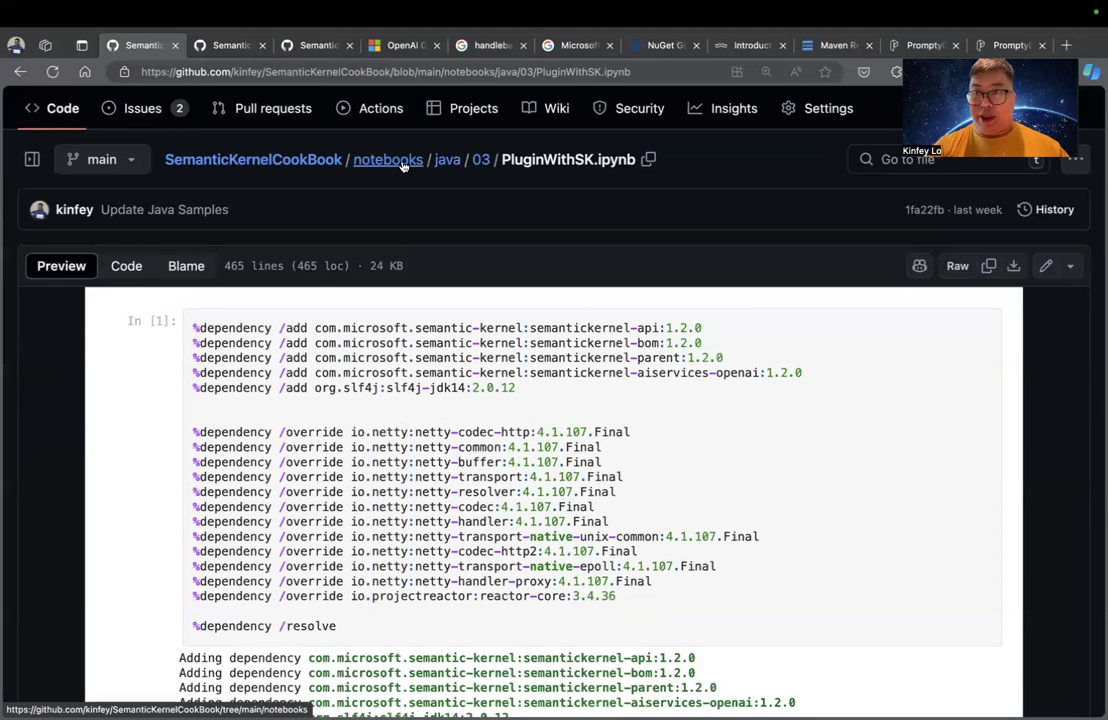 Semantic
Semantic
Semantic
OpenAI C
handleba
Microsof
NuGet G
Introduct
Maven Re
PromptyD
PromptyD
https://github.com/kinfey/SemanticKernelCookBook/blob/main/notebooks/java/03/PluginWithSK.ipynb
Code
Issues 2
Pull requests
Actions
Projects
Wiki
Security
Insights
Settings
Kinfey Lo
main
SemanticKernelCookBook / notebooks / java / 03 / PluginWithSK.ipynb
Go to file
t
kinfey Update Java Samples
1fa22fb · last week
History
Preview
Code
Blame
465 lines (465 loc) · 24 KB
Raw
In [1]:
%dependency /add com.microsoft.semantic-kernel:semantickernel-api:1.2.0
%dependency /add com.microsoft.semantic-kernel:semantickernel-bom:1.2.0
%dependency /add com.microsoft.semantic-kernel:semantickernel-parent:1.2.0
%dependency /add com.microsoft.semantic-kernel:semantickernel-aiservices-openai:1.2.0
%dependency /add org.slf4j:slf4j-jdk14:2.0.12
%dependency /override io.netty:netty-codec-http:4.1.107.Final
%dependency /override io.netty:netty-common:4.1.107.Final
%dependency /override io.netty:netty-buffer:4.1.107.Final
%dependency /override io.netty:netty-transport:4.1.107.Final
%dependency /override io.netty:netty-resolver:4.1.107.Final
%dependency /override io.netty:netty-codec:4.1.107.Final
%dependency /override io.netty:netty-handler:4.1.107.Final
%dependency /override io.netty:netty-transport-native-unix-common:4.1.107.Final
%dependency /override io.netty:netty-codec-http2:4.1.107.Final
%dependency /override io.netty:netty-transport-native-epoll:4.1.107.Final
%dependency /override io.netty:netty-handler-proxy:4.1.107.Final
%dependency /override io.projectreactor:reactor-core:3.4.36
%dependency /resolve
Adding dependency com.microsoft.semantic-kernel:semantickernel-api:1.2.0
Adding dependency com.microsoft.semantic-kernel:semantickernel-bom:1.2.0
Adding dependency com.microsoft.semantic-kernel:semantickernel-parent:1.2.0
Adding dependency com.microsoft.semantic-kernel:semantickernel-aiservices-openai:1.2.0
https://github.com/kinfey/SemanticKernelCookBook/tree/main/notebooks